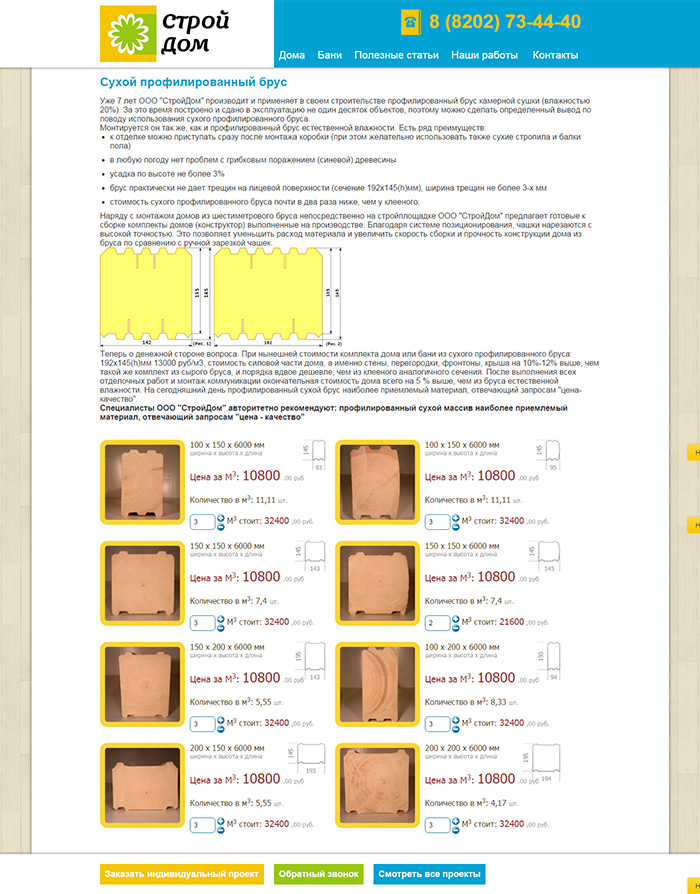 Строй
Дом
8 (8202) 73-44-40
Дома Бани Полезные статьи Наши работы Контакты
Сухой профилированный брус
Уже 7 лет ООО "СтройДом" производит и применяет в своем строительстве профилированный брус камерной сушки (влажностью
20%). За это время построено и сдано в эксплуатацию не один десяток объектов, поэтому можно сделать определенный вывод по
поводу использования сухого профилированного бруса.
Монтируется он так же, как и профилированный брус естественной влажности. Есть ряд преимуществ:
к отделке можно приступать сразу после монтажа коробки (при этом желательно использовать также сухие стропила и балки
пола)
в любую погоду нет проблем с грибковым поражением (синевой) древесины
усадка по высоте не более 3%
брус практически не дает трещин на лицевой поверхности (сечение 192х145(h)мм), ширина трещин не более 3-х мм
стоимость сухого профилированного бруса почти в два раза ниже, чем у клееного.
Наряду с монтажом домов из шестиметрового бруса непосредственно на стройплощадке ООО "СтройДом" предлагает готовые к
сборке комплекты домов (конструктор) выполненные на производстве. Благодаря системе позиционирования, чашки нарезаются с
высокой точностью. Это позволяет уменьшить расход материала и увеличить скорость сборки и прочность конструкции дома из
бруса по сравнению с ручной зарезкой чашек.
135 145 135 145
142 (Рис. 1) 192 (Рис. 2)
Теперь о денежной стороне вопроса. При нынешней стоимости комплекта дома или бани из сухого профилированного бруса:
192х145(h)мм 13000 руб/м3, стоимость силовой части дома, а именно стены, перегородки, фронтоны, крыша на 10%-12% выше, чем
такой же комплект из сырого бруса, и порядка вдвое дешевле, чем из клееного аналогичного сечения. После выполнения всех
отделочных работ и монтаж коммуникации окончательная стоимость дома всего на 5 % выше, чем из бруса естественной
влажности. На сегодняшний день профилированный сухой брус наиболее приемлемый материал, отвечающий запросам "цена-
качество".
Специалисты ООО "СтройДом" авторитетно рекомендуют: профилированный сухой массив наиболее приемлемый
материал, отвечающий запросам "цена - качество"
100 x 150 x 6000 мм
ширина х высота х длина
145
93
Цена за М³: 10800 ,00 руб
Количество в м³: 11,11 шт.
3 М³ стоит: 32400 ,00 руб.
100 x 150 x 6000 мм
ширина х высота х длина
145
95
Цена за М³: 10800 ,00 руб
Количество в м³: 11,11 шт.
3 М³ стоит: 32400 ,00 руб.
150 x 150 x 6000 мм
ширина х высота х длина
145
143
Цена за М³: 10800 ,00 руб
Количество в м³: 7,4 шт.
3 М³ стоит: 32400 ,00 руб.
150 x 150 x 6000 мм
ширина х высота х длина
145
145
Цена за М³: 10800 ,00 руб
Количество в м³: 7,4 шт.
2 М³ стоит: 21600 ,00 руб.
150 x 200 x 6000 мм
ширина х высота х длина
195
143
Цена за М³: 10800 ,00 руб
Количество в м³: 5,55 шт.
3 М³ стоит: 32400 ,00 руб.
100 x 200 x 6000 мм
ширина х высота х длина
193
94
Цена за М³: 10800 ,00 руб
Количество в м³: 8,33 шт.
3 М³ стоит: 32400 ,00 руб.
200 x 150 x 6000 мм
ширина х высота х длина
145
193
Цена за М³: 10800 ,00 руб
Количество в м³: 5,55 шт.
3 М³ стоит: 32400 ,00 руб.
200 x 200 x 6000 мм
ширина х высота х длина
195
194
Цена за М³: 10800 ,00 руб
Количество в м³: 4,17 шт.
3 М³ стоит: 32400 ,00 руб.
Заказать индивидуальный проект Обратный звонок Смотреть все проекты